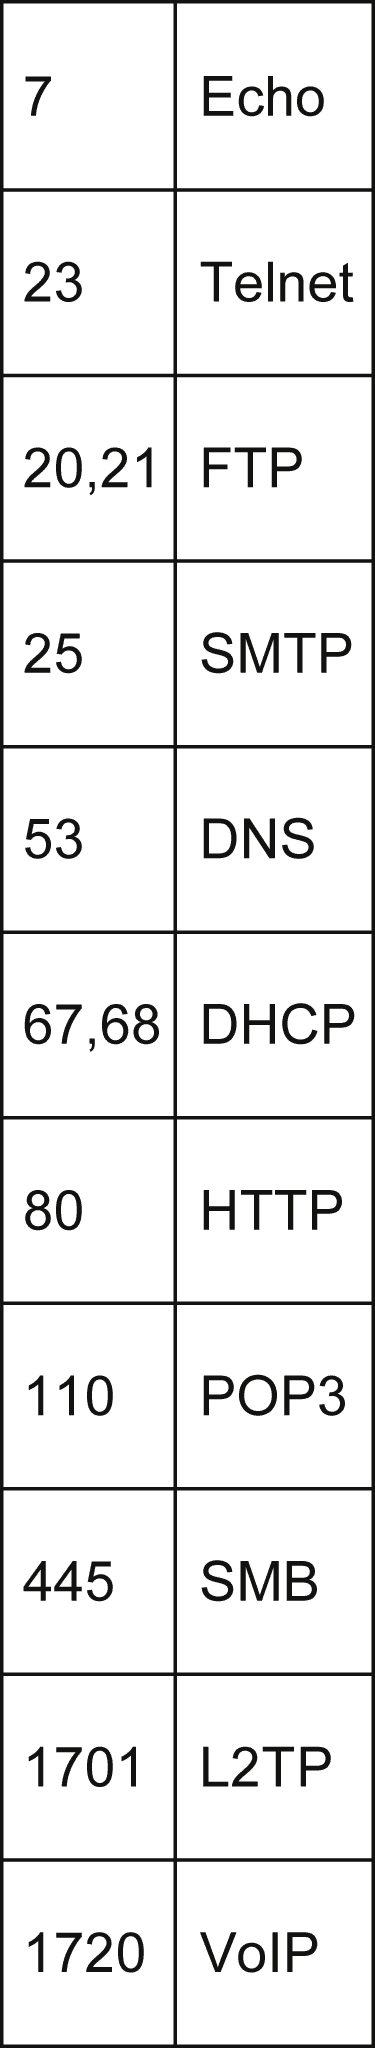 7 Echo
23 Telnet
20,21 FTP
25 SMTP
53 DNS
67,68 DHCP
80 HTTP
110 POP3
445 SMB
1701 L2TP
1720 VoIP